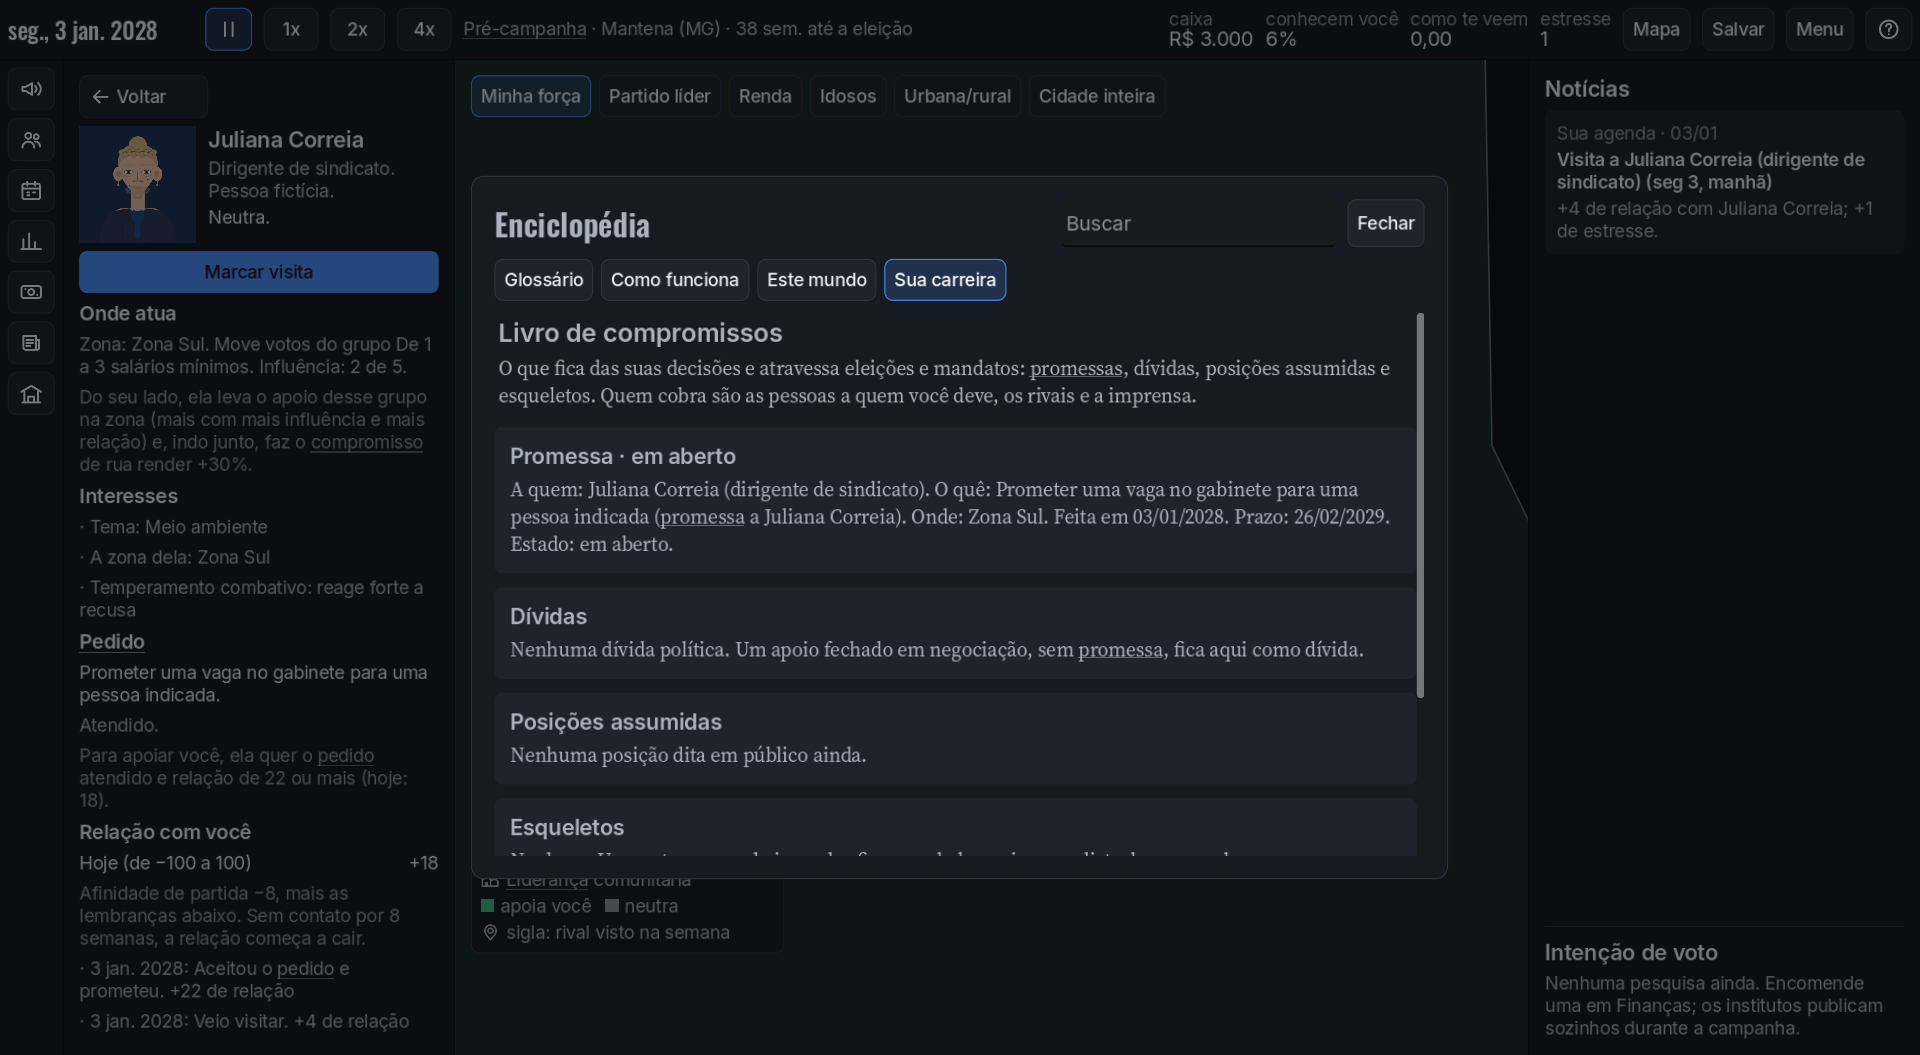 seg., 3 jan. 2028
1x
2x
4x
Pré-campanha · Mantena (MG) · 38 sem. até a eleição
caixa
R$ 3.000
conhecem você
6%
como te veem
0,00
estresse
1
Mapa
Salvar
Menu
Voltar
Juliana Correia
Dirigente de sindicato.
Pessoa fictícia.
Neutra.
Marcar visita
Onde atua
Zona: Zona Sul. Move votos do grupo De 1
a 3 salários mínimos. Influência: 2 de 5.
Do seu lado, ela leva o apoio desse grupo
na zona (mais com mais influência e mais
relação) e, indo junto, faz o compromisso
de rua render +30%.
Interesses
· Tema: Meio ambiente
· A zona dela: Zona Sul
· Temperamento combativo: reage forte a
recusa
Pedido
Prometer uma vaga no gabinete para uma
pessoa indicada.
Atendido.
Para apoiar você, ela quer o pedido
atendido e relação de 22 ou mais (hoje:
18).
Relação com você
Hoje (de −100 a 100) +18
Afinidade de partida −8, mais as
lembranças abaixo. Sem contato por 8
semanas, a relação começa a cair.
· 3 jan. 2028: Aceitou o pedido e
prometeu. +22 de relação
· 3 jan. 2028: Veio visitar. +4 de relação
Minha força
Partido líder
Renda
Idosos
Urbana/rural
Cidade inteira
Enciclopédia
Buscar
Fechar
Glossário
Como funciona
Este mundo
Sua carreira
Livro de compromissos
O que fica das suas decisões e atravessa eleições e mandatos: promessas, dívidas, posições assumidas e
esqueletos. Quem cobra são as pessoas a quem você deve, os rivais e a imprensa.
Promessa · em aberto
A quem: Juliana Correia (dirigente de sindicato). O quê: Prometer uma vaga no gabinete para uma
pessoa indicada (promessa a Juliana Correia). Onde: Zona Sul. Feita em 03/01/2028. Prazo: 26/02/2029.
Estado: em aberto.
Dívidas
Nenhuma dívida política. Um apoio fechado em negociação, sem promessa, fica aqui como dívida.
Posições assumidas
Nenhuma posição dita em público ainda.
Esqueletos
Liderança comunitária
apoia você
neutra
sigla: rival visto na semana
Notícias
Sua agenda · 03/01
Visita a Juliana Correia (dirigente de
sindicato) (seg 3, manhã)
+4 de relação com Juliana Correia; +1
de estresse.
Intenção de voto
Nenhuma pesquisa ainda. Encomende
uma em Finanças; os institutos publicam
sozinhos durante a campanha.